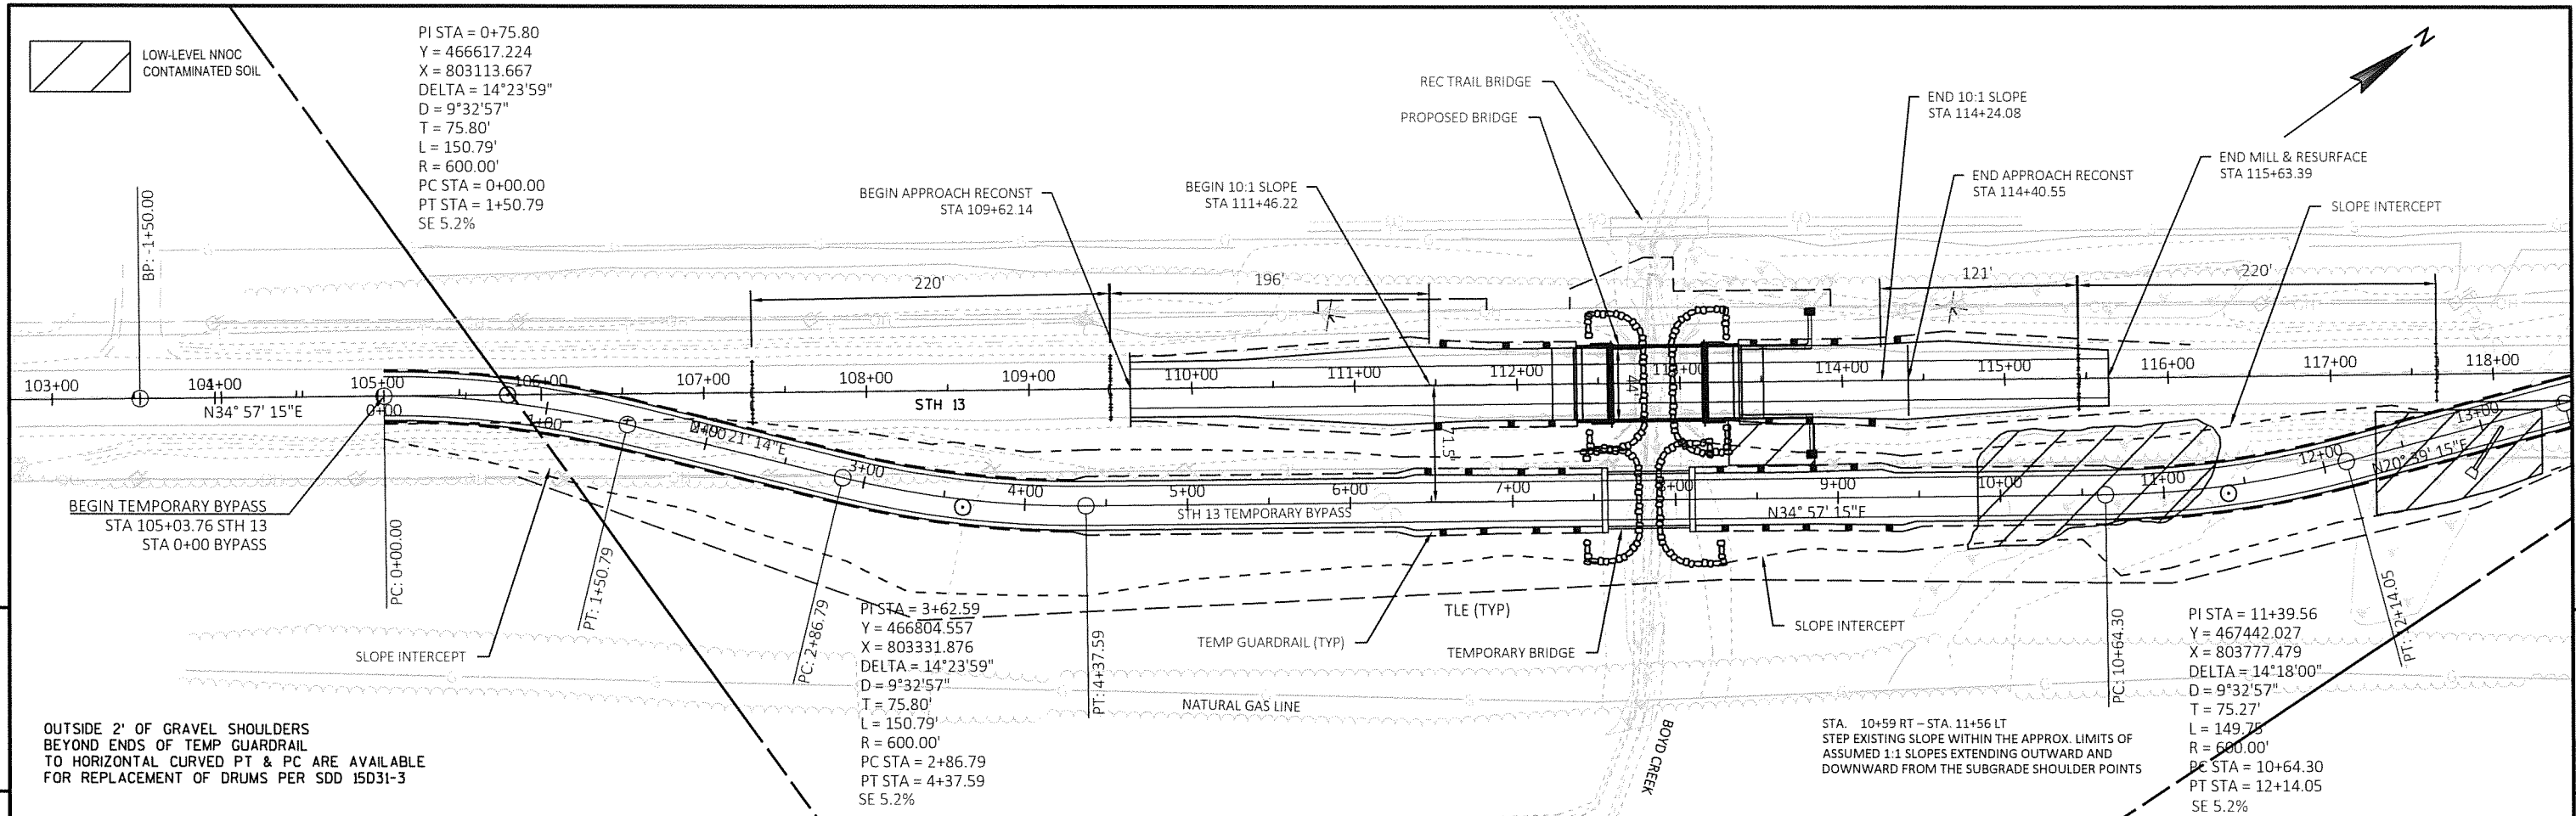 LOW-LEVEL NNOC
CONTAMINATED SOIL
PI STA = 0+75.80
Y = 466617.224
X = 803113.667
DELTA = 14°23'59"
D = 9°32'57"
T = 75.80'
L = 150.79'
R = 600.00'
PC STA = 0+00.00
PT STA = 1+50.79
SE 5.2%
N
REC TRAIL BRIDGE
PROPOSED BRIDGE
END 10:1 SLOPE
STA 114+24.08
END MILL & RESURFACE
STA 115+63.39
END APPROACH RECONST
STA 114+40.55
SLOPE INTERCEPT
BEGIN APPROACH RECONST
STA 109+62.14
BEGIN 10:1 SLOPE
STA 111+46.22
BP: -1+50.00
220'
196'
121'
220'
103+00
104+00
105+00
106+00
107+00
108+00
109+00
110+00
111+00
112+00
113+00
114+00
115+00
116+00
117+00
118+00
N34° 57' 15"E
STH 13
44'
71.5'
0+00
1+00
2+00
21' 14"E
3+00
4+00
5+00
6+00
7+00
8+00
9+00
10+00
11+00
12+00
13+00
STH 13 TEMPORARY BYPASS
N34° 57' 15"E
N20° 39' 15"E
BEGIN TEMPORARY BYPASS
STA 105+03.76 STH 13
STA 0+00 BYPASS
PC: 0+00.00
PT: 1+50.79
PC: 2+86.79
PT: 4+37.59
PC: 10+64.30
PT: 12+14.05
SLOPE INTERCEPT
PI STA = 3+62.59
Y = 466804.557
X = 803331.876
DELTA = 14°23'59"
D = 9°32'57"
T = 75.80'
L = 150.79'
R = 600.00'
PC STA = 2+86.79
PT STA = 4+37.59
SE 5.2%
TLE (TYP)
TEMP GUARDRAIL (TYP)
TEMPORARY BRIDGE
SLOPE INTERCEPT
NATURAL GAS LINE
BOYD CREEK
PI STA = 11+39.56
Y = 467442.027
X = 803777.479
DELTA = 14°18'00"
D = 9°32'57"
T = 75.27'
L = 149.75'
R = 600.00'
PC STA = 10+64.30
PT STA = 12+14.05
SE 5.2%
STA. 10+59 RT – STA. 11+56 LT
STEP EXISTING SLOPE WITHIN THE APPROX. LIMITS OF
ASSUMED 1:1 SLOPES EXTENDING OUTWARD AND
DOWNWARD FROM THE SUBGRADE SHOULDER POINTS
OUTSIDE 2' OF GRAVEL SHOULDERS
BEYOND ENDS OF TEMP GUARDRAIL
TO HORIZONTAL CURVED PT & PC ARE AVAILABLE
FOR REPLACEMENT OF DRUMS PER SDD 15D31-3